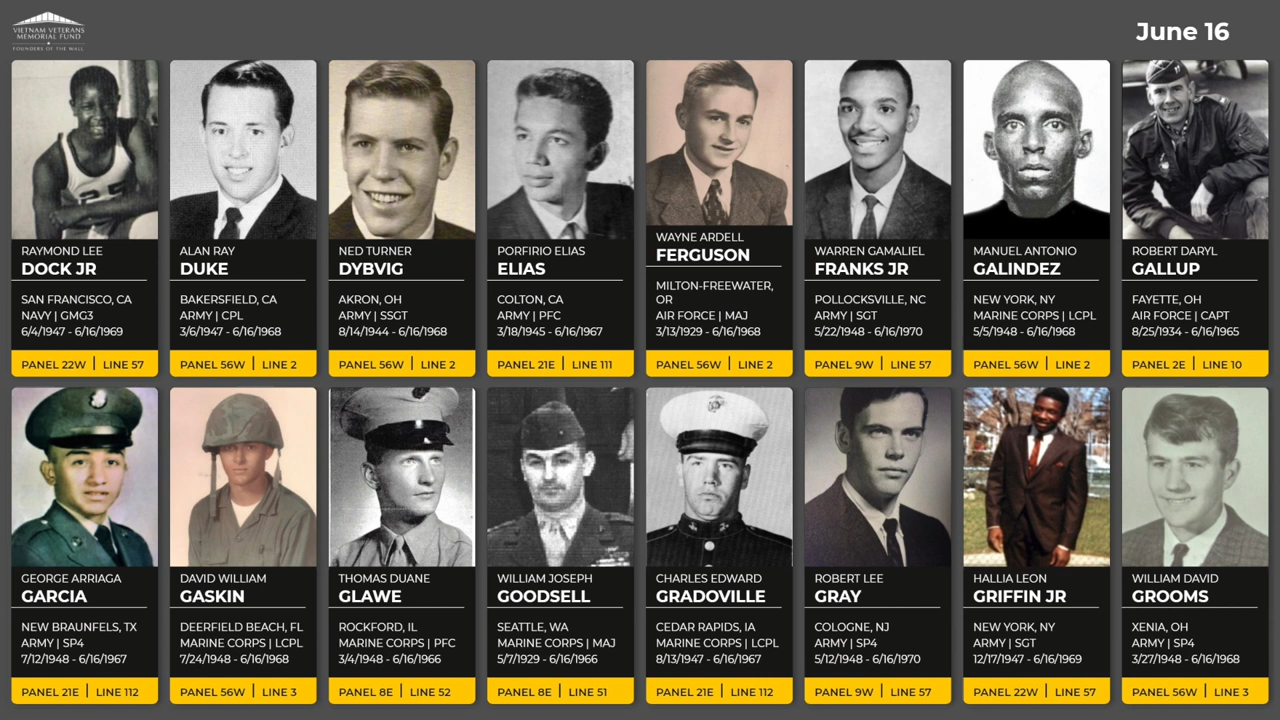 VIETNAM VETERANS
MEMORIAL FUND
FOUNDERS OF THE WALL
June 16
RAYMOND LEE
DOCK JR
SAN FRANCISCO, CA
NAVY | GMG3
6/4/1947 - 6/16/1969
PANEL 22W | LINE 57
ALAN RAY
DUKE
BAKERSFIELD, CA
ARMY | CPL
3/6/1947 - 6/16/1968
PANEL 56W | LINE 2
NED TURNER
DYBVIG
AKRON, OH
ARMY | SSGT
8/14/1944 - 6/16/1968
PANEL 56W | LINE 2
PORFIRIO ELIAS
ELIAS
COLTON, CA
ARMY | PFC
3/18/1945 - 6/16/1967
PANEL 21E | LINE 111
WAYNE ARDELL
FERGUSON
MILTON-FREEWATER,
OR
AIR FORCE | MAJ
3/13/1929 - 6/16/1968
PANEL 56W | LINE 2
WARREN GAMALIEL
FRANKS JR
POLLOCKSVILLE, NC
ARMY | SGT
5/22/1948 - 6/16/1970
PANEL 9W | LINE 57
MANUEL ANTONIO
GALINDEZ
NEW YORK, NY
MARINE CORPS | LCPL
5/5/1948 - 6/16/1968
PANEL 56W | LINE 2
ROBERT DARYL
GALLUP
FAYETTE, OH
AIR FORCE | CAPT
8/25/1934 - 6/16/1965
PANEL 2E | LINE 10
GEORGE ARRIAGA
GARCIA
NEW BRAUNFELS, TX
ARMY | SP4
7/12/1948 - 6/16/1967
PANEL 21E | LINE 112
DAVID WILLIAM
GASKIN
DEERFIELD BEACH, FL
MARINE CORPS | LCPL
7/24/1948 - 6/16/1968
PANEL 56W | LINE 3
THOMAS DUANE
GLAWE
ROCKFORD, IL
MARINE CORPS | PFC
3/4/1948 - 6/16/1966
PANEL 8E | LINE 52
WILLIAM JOSEPH
GOODSELL
SEATTLE, WA
MARINE CORPS | MAJ
5/7/1929 - 6/16/1966
PANEL 8E | LINE 51
CHARLES EDWARD
GRADOVILLE
CEDAR RAPIDS, IA
MARINE CORPS | LCPL
8/13/1947 - 6/16/1967
PANEL 21E | LINE 112
ROBERT LEE
GRAY
COLOGNE, NJ
ARMY | SP4
5/12/1948 - 6/16/1970
PANEL 9W | LINE 57
HALLIA LEON
GRIFFIN JR
NEW YORK, NY
ARMY | SGT
12/17/1947 - 6/16/1969
PANEL 22W | LINE 57
WILLIAM DAVID
GROOMS
XENIA, OH
ARMY | SP4
3/27/1948 - 6/16/1968
PANEL 56W | LINE 3